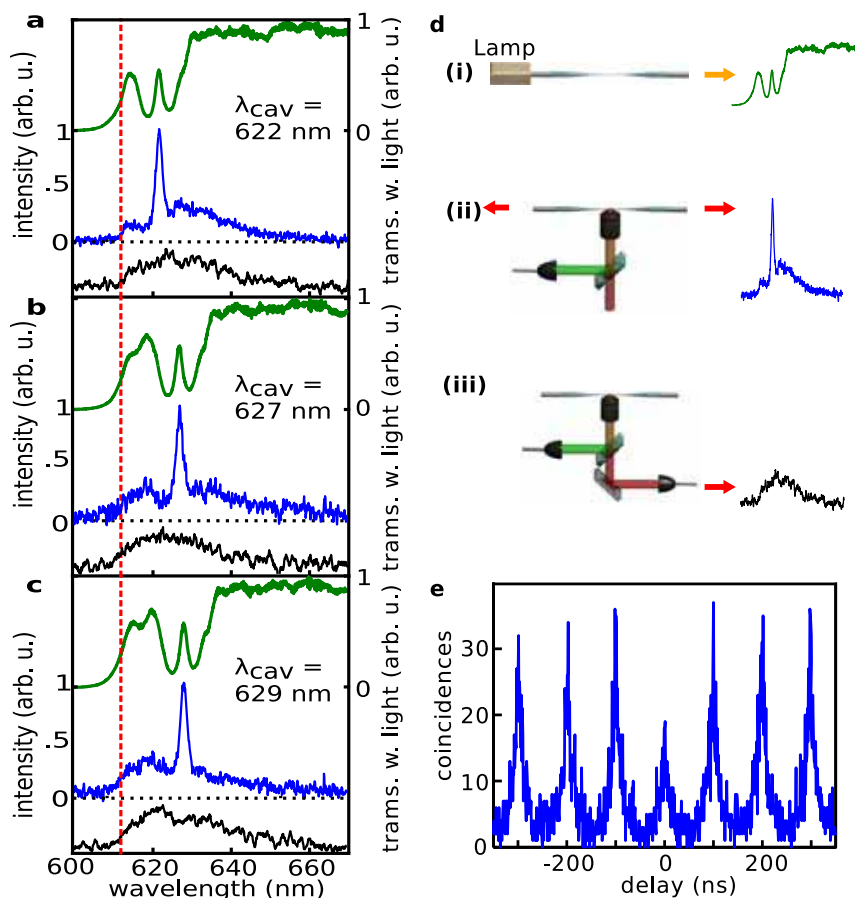 a
1
0
λcav =
622 nm
1
.5
0
intensity (arb. u.)
trams. w. light (arb. u.)
b
1
0
λcav =
627 nm
1
.5
0
intensity (arb. u.)
trams. w. light (arb. u.)
c
1
0
λcav =
629 nm
1
.5
0
intensity (arb. u.)
trams. w. light (arb. u.)
600 620 640 660
wavelength (nm)
d
Lamp
(i)
(ii)
(iii)
e
30
20
10
0
coincidences
-200 0 200
delay (ns)